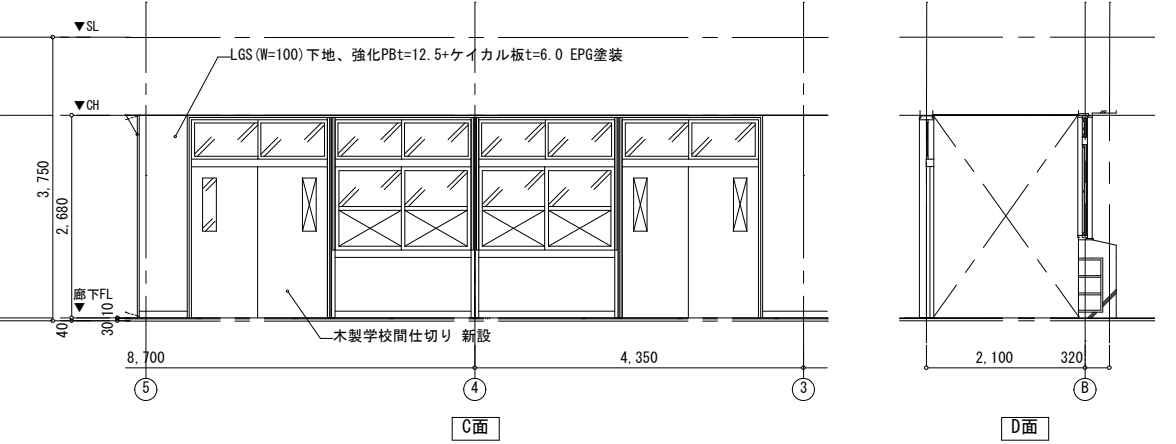 ▼SL
LGS(W=100)下地、強化PBt=12.5+ケイカル板t=6.0 EPG塗装
▼CH
3,750
2,680
廊下FL
▼
10
30
40
木製学校間仕切り 新設
8,700
4,350
2,100
320
5
4
3
B
C面
D面